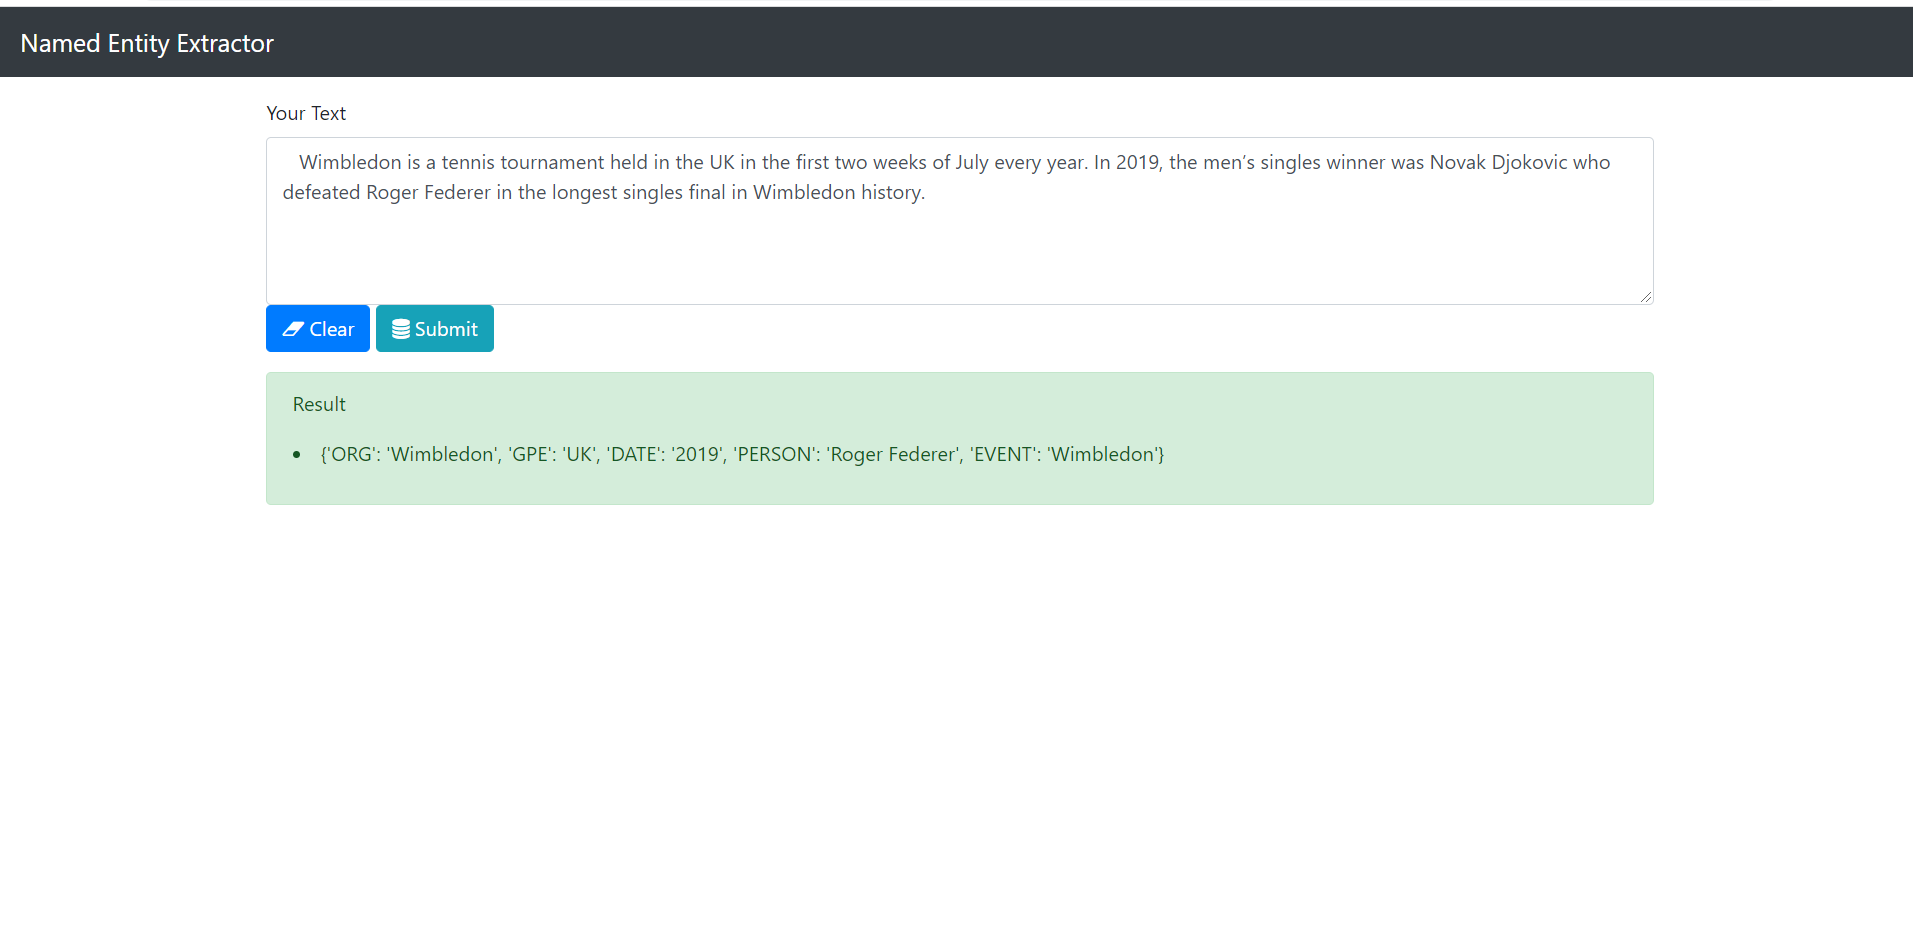 Named Entity Extractor
Your Text
Wimbledon is a tennis tournament held in the UK in the first two weeks of July every year. In 2019, the men’s singles winner was Novak Djokovic who
defeated Roger Federer in the longest singles final in Wimbledon history.
Clear Submit
Result
• {'ORG': 'Wimbledon', 'GPE': 'UK', 'DATE': '2019', 'PERSON': 'Roger Federer', 'EVENT': 'Wimbledon'}